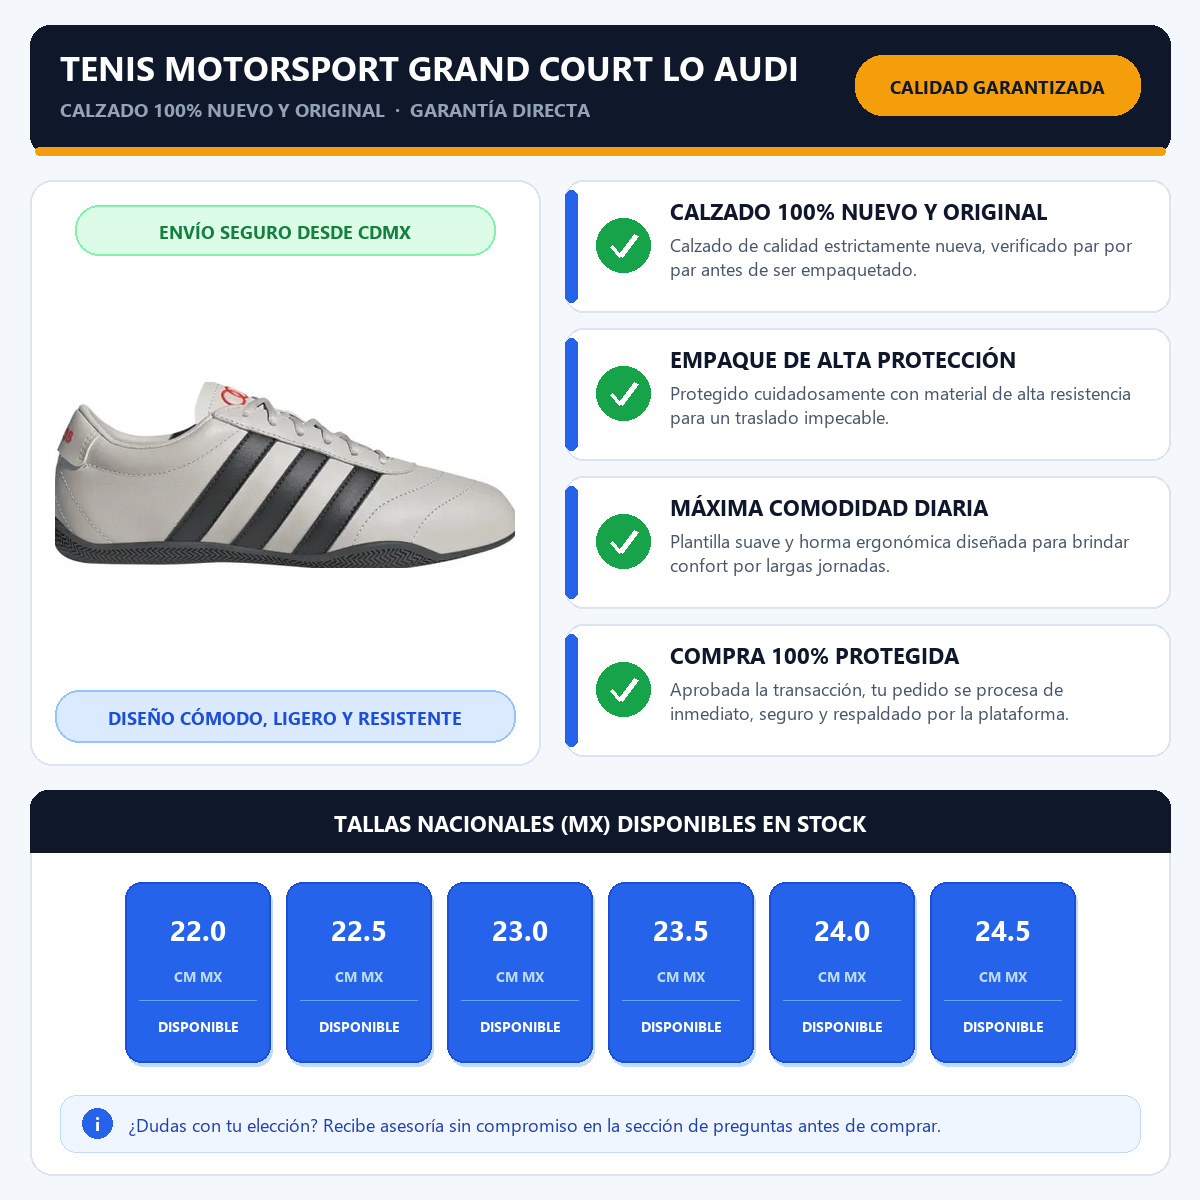 TENIS MOTORSPORT GRAND COURT LO AUDI
CALZADO 100% NUEVO Y ORIGINAL · GARANTÍA DIRECTA
CALIDAD GARANTIZADA
ENVÍO SEGURO DESDE CDMX
DISEÑO CÓMODO, LIGERO Y RESISTENTE
CALZADO 100% NUEVO Y ORIGINAL
Calzado de calidad estrictamente nueva, verificado par por
par antes de ser empaquetado.
EMPAQUE DE ALTA PROTECCIÓN
Protegido cuidadosamente con material de alta resistencia
para un traslado impecable.
MÁXIMA COMODIDAD DIARIA
Plantilla suave y horma ergonómica diseñada para brindar
confort por largas jornadas.
COMPRA 100% PROTEGIDA
Aprobada la transacción, tu pedido se procesa de
inmediato, seguro y respaldado por la plataforma.
TALLAS NACIONALES (MX) DISPONIBLES EN STOCK
22.0
CM MX
DISPONIBLE
22.5
CM MX
DISPONIBLE
23.0
CM MX
DISPONIBLE
23.5
CM MX
DISPONIBLE
24.0
CM MX
DISPONIBLE
24.5
CM MX
DISPONIBLE
¿Dudas con tu elección? Recibe asesoría sin compromiso en la sección de preguntas antes de comprar.